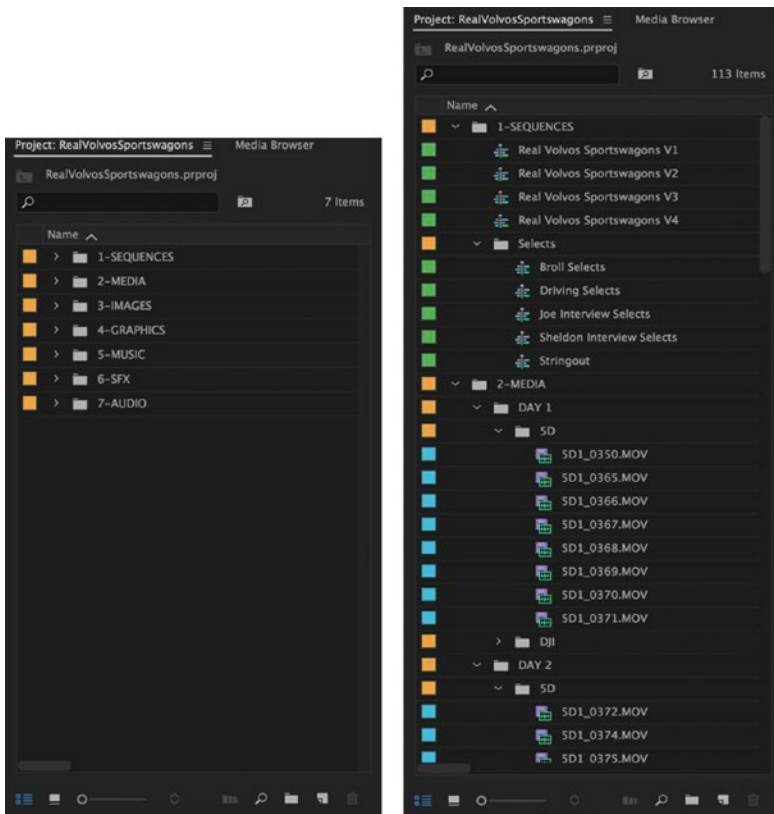 Project: RealVolvosSportswagons
Media Browser
RealVolvosSportswagons.prproj
7 Items
Name
1-SEQUENCES
2-MEDIA
3-IMAGES
4-GRAPHICS
5-MUSIC
6-SFX
7-AUDIO
Project: RealVolvosSportswagons
Media Browser
RealVolvosSportswagons.prproj
113 Items
Name
1-SEQUENCES
Real Volvos Sportswagons V1
Real Volvos Sportswagons V2
Real Volvos Sportswagons V3
Real Volvos Sportswagons V4
Selects
Broll Selects
Driving Selects
Joe Interview Selects
Sheldon Interview Selects
Stringout
2-MEDIA
DAY 1
5D
5D1_0350.MOV
5D1_0365.MOV
5D1_0366.MOV
5D1_0367.MOV
5D1_0368.MOV
5D1_0369.MOV
5D1_0370.MOV
5D1_0371.MOV
DJI
DAY 2
5D
5D1_0372.MOV
5D1_0374.MOV
5D1_0375.MOV